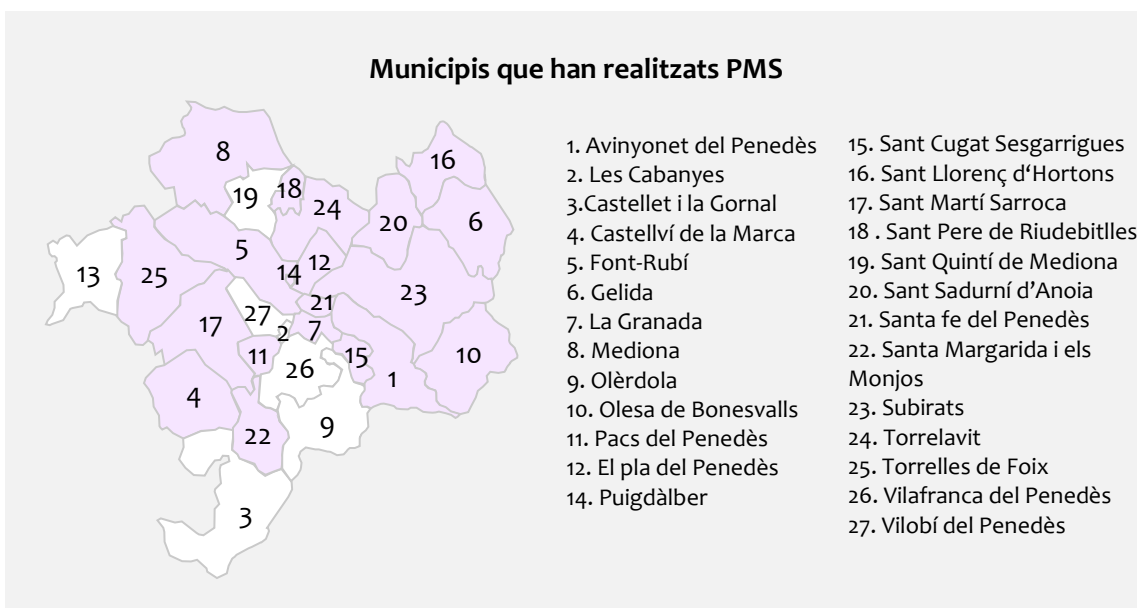 Municipis que han realitzats PMS
8
16
19
18
24
20
6
5
12
13
25
14
23
21
27
17
2
7
11
15
10
26
1
4
9
22
3
1. Avinyonet del Penedès
2. Les Cabanyes
3.Castellet i la Gornal
4. Castellví de la Marca
5. Font-Rubí
6. Gelida
7. La Granada
8. Mediona
9. Olèrdola
10. Olesa de Bonesvalls
11. Pacs del Penedès
12. El pla del Penedès
14. Puigdàlber
15. Sant Cugat Sesgarrigues
16. Sant Llorenç d‘Hortons
17. Sant Martí Sarroca
18 . Sant Pere de Riudebitlles
19. Sant Quintí de Mediona
20. Sant Sadurní d’Anoia
21. Santa fe del Penedès
22. Santa Margarida i els
Monjos
23. Subirats
24. Torrelavit
25. Torrelles de Foix
26. Vilafranca del Penedès
27. Vilobí del Penedès